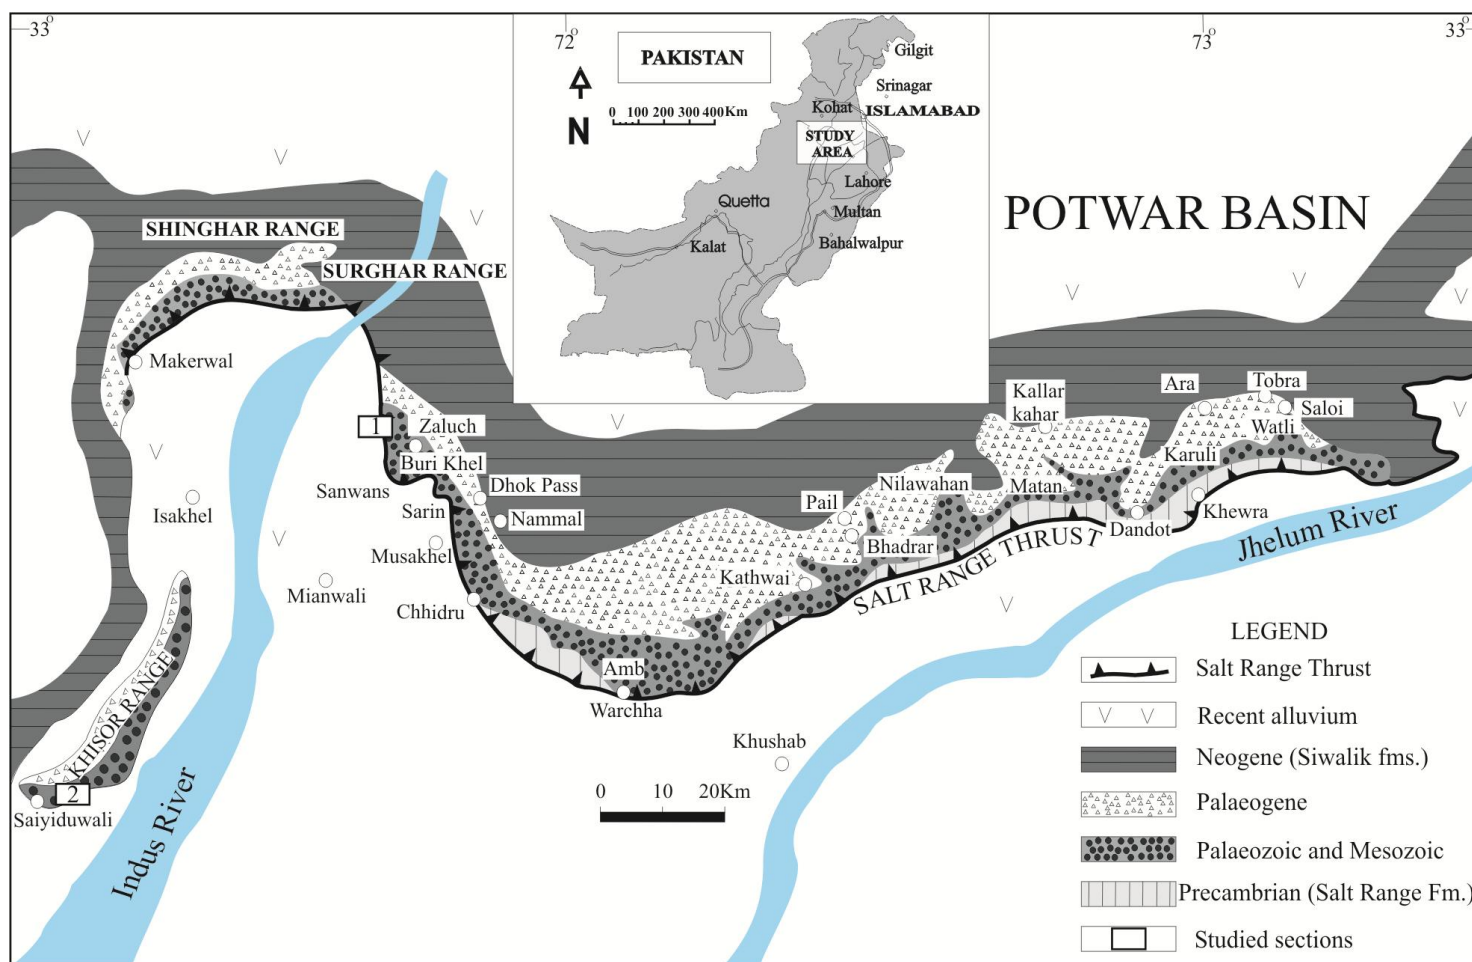 33°
72°
73°
33°
PAKISTAN
0 100 200 300 400Km
N
Gilgit
Srinagar
Kohat
ISLAMABAD
STUDY
AREA
Lahore
Quetta
Multan
Kalat
Bahalwalpur
POTWAR BASIN
SHINGHAR RANGE
SURGHAR RANGE
Makerwal
1
Zaluch
Buri Khel
Sanwans
Dhok Pass
Sarin
Nammal
Isakhel
Musakhel
Mianwali
Chhidru
Amb
Warchha
Kathwai
Pail
Bhadrar
Nilawahan
Kallar
kahar
Matan
Ara
Tobra
Saloi
Watli
Karuli
Dandot
Khewra
SALT RANGE THRUST
Jhelum River
Khushab
KHISOR RANGE
2
Saiyiduwali
Indus River
0 10 20Km
LEGEND
Salt Range Thrust
Recent alluvium
Neogene (Siwalik fms.)
Palaeogene
Palaeozoic and Mesozoic
Precambrian (Salt Range Fm.)
Studied sections